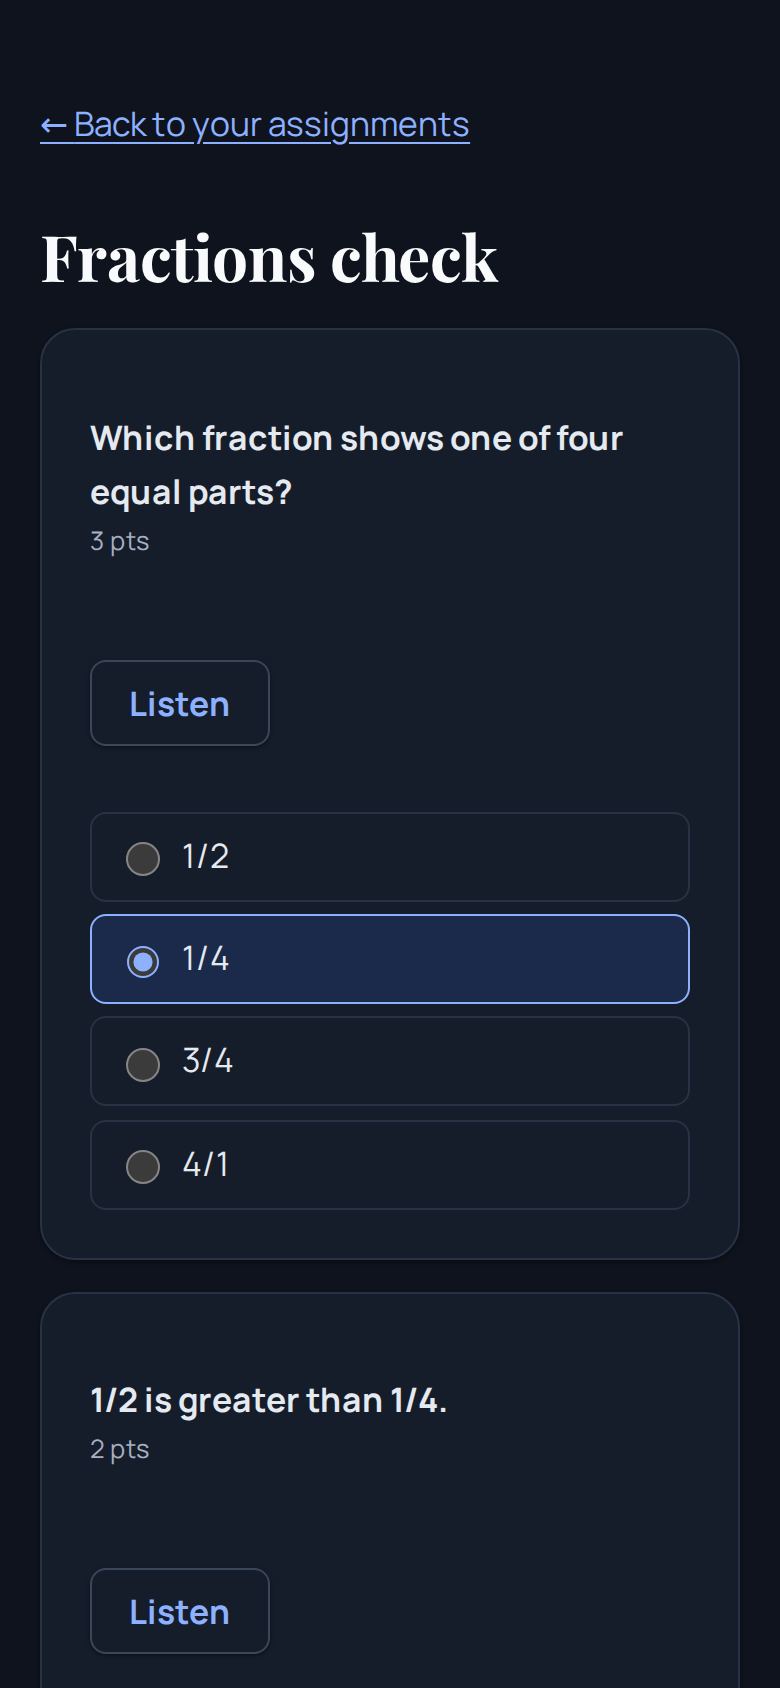 ← Back to your assignments
Fractions check
Which fraction shows one of four
equal parts?
3 pts
Listen
1/2
1/4
3/4
4/1
1/2 is greater than 1/4.
2 pts
Listen